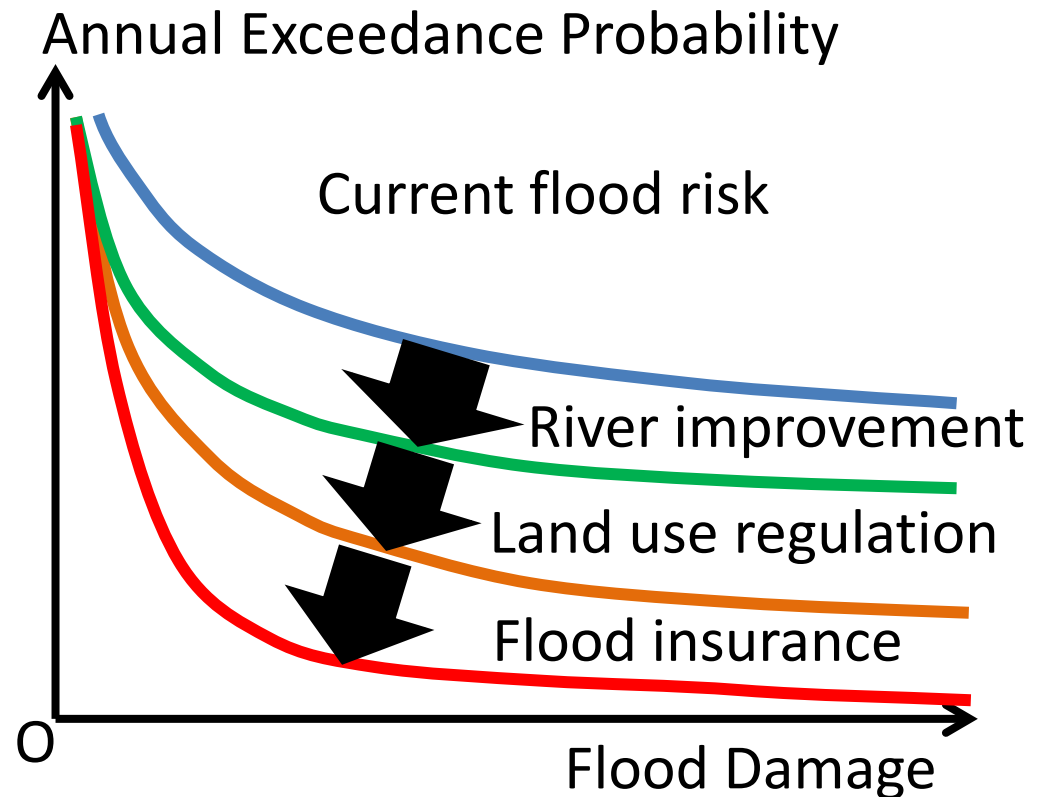 Annual Exceedance Probability
Current flood risk
River improvement
Land use regulation
Flood insurance
O
Flood Damage